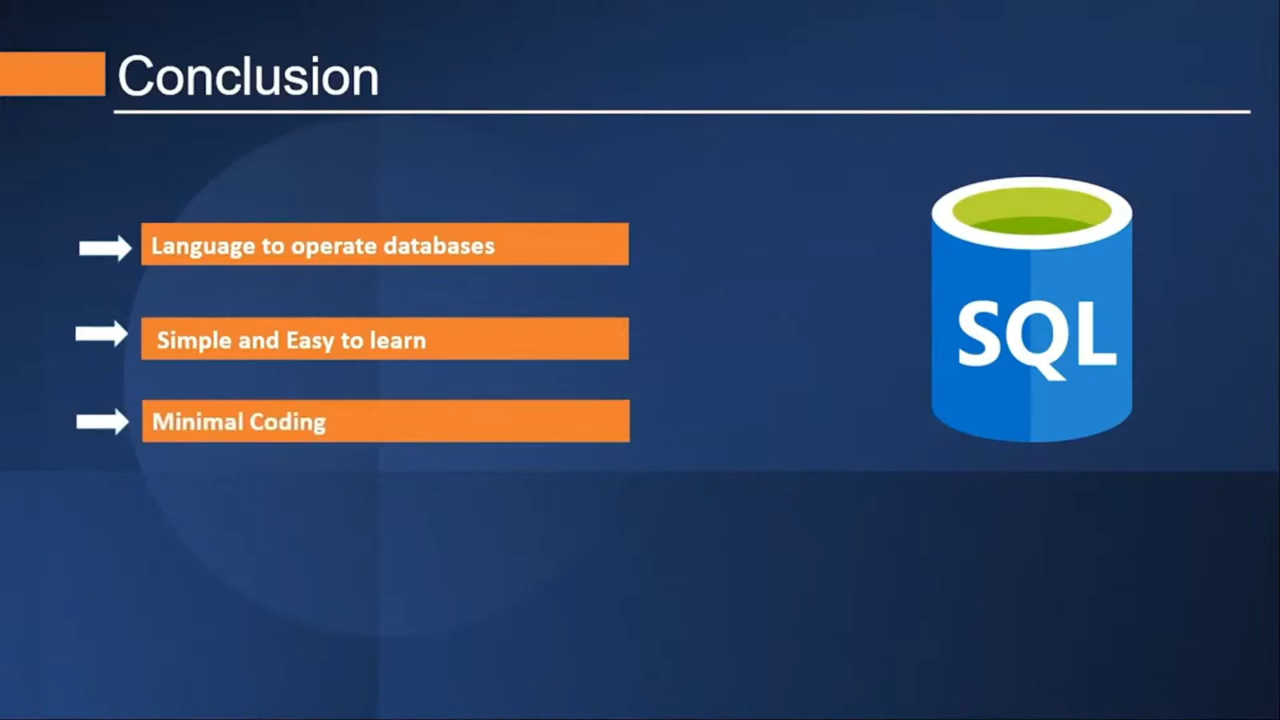 Conclusion
Language to operate databases
Simple and Easy to learn
Minimal Coding
SQL